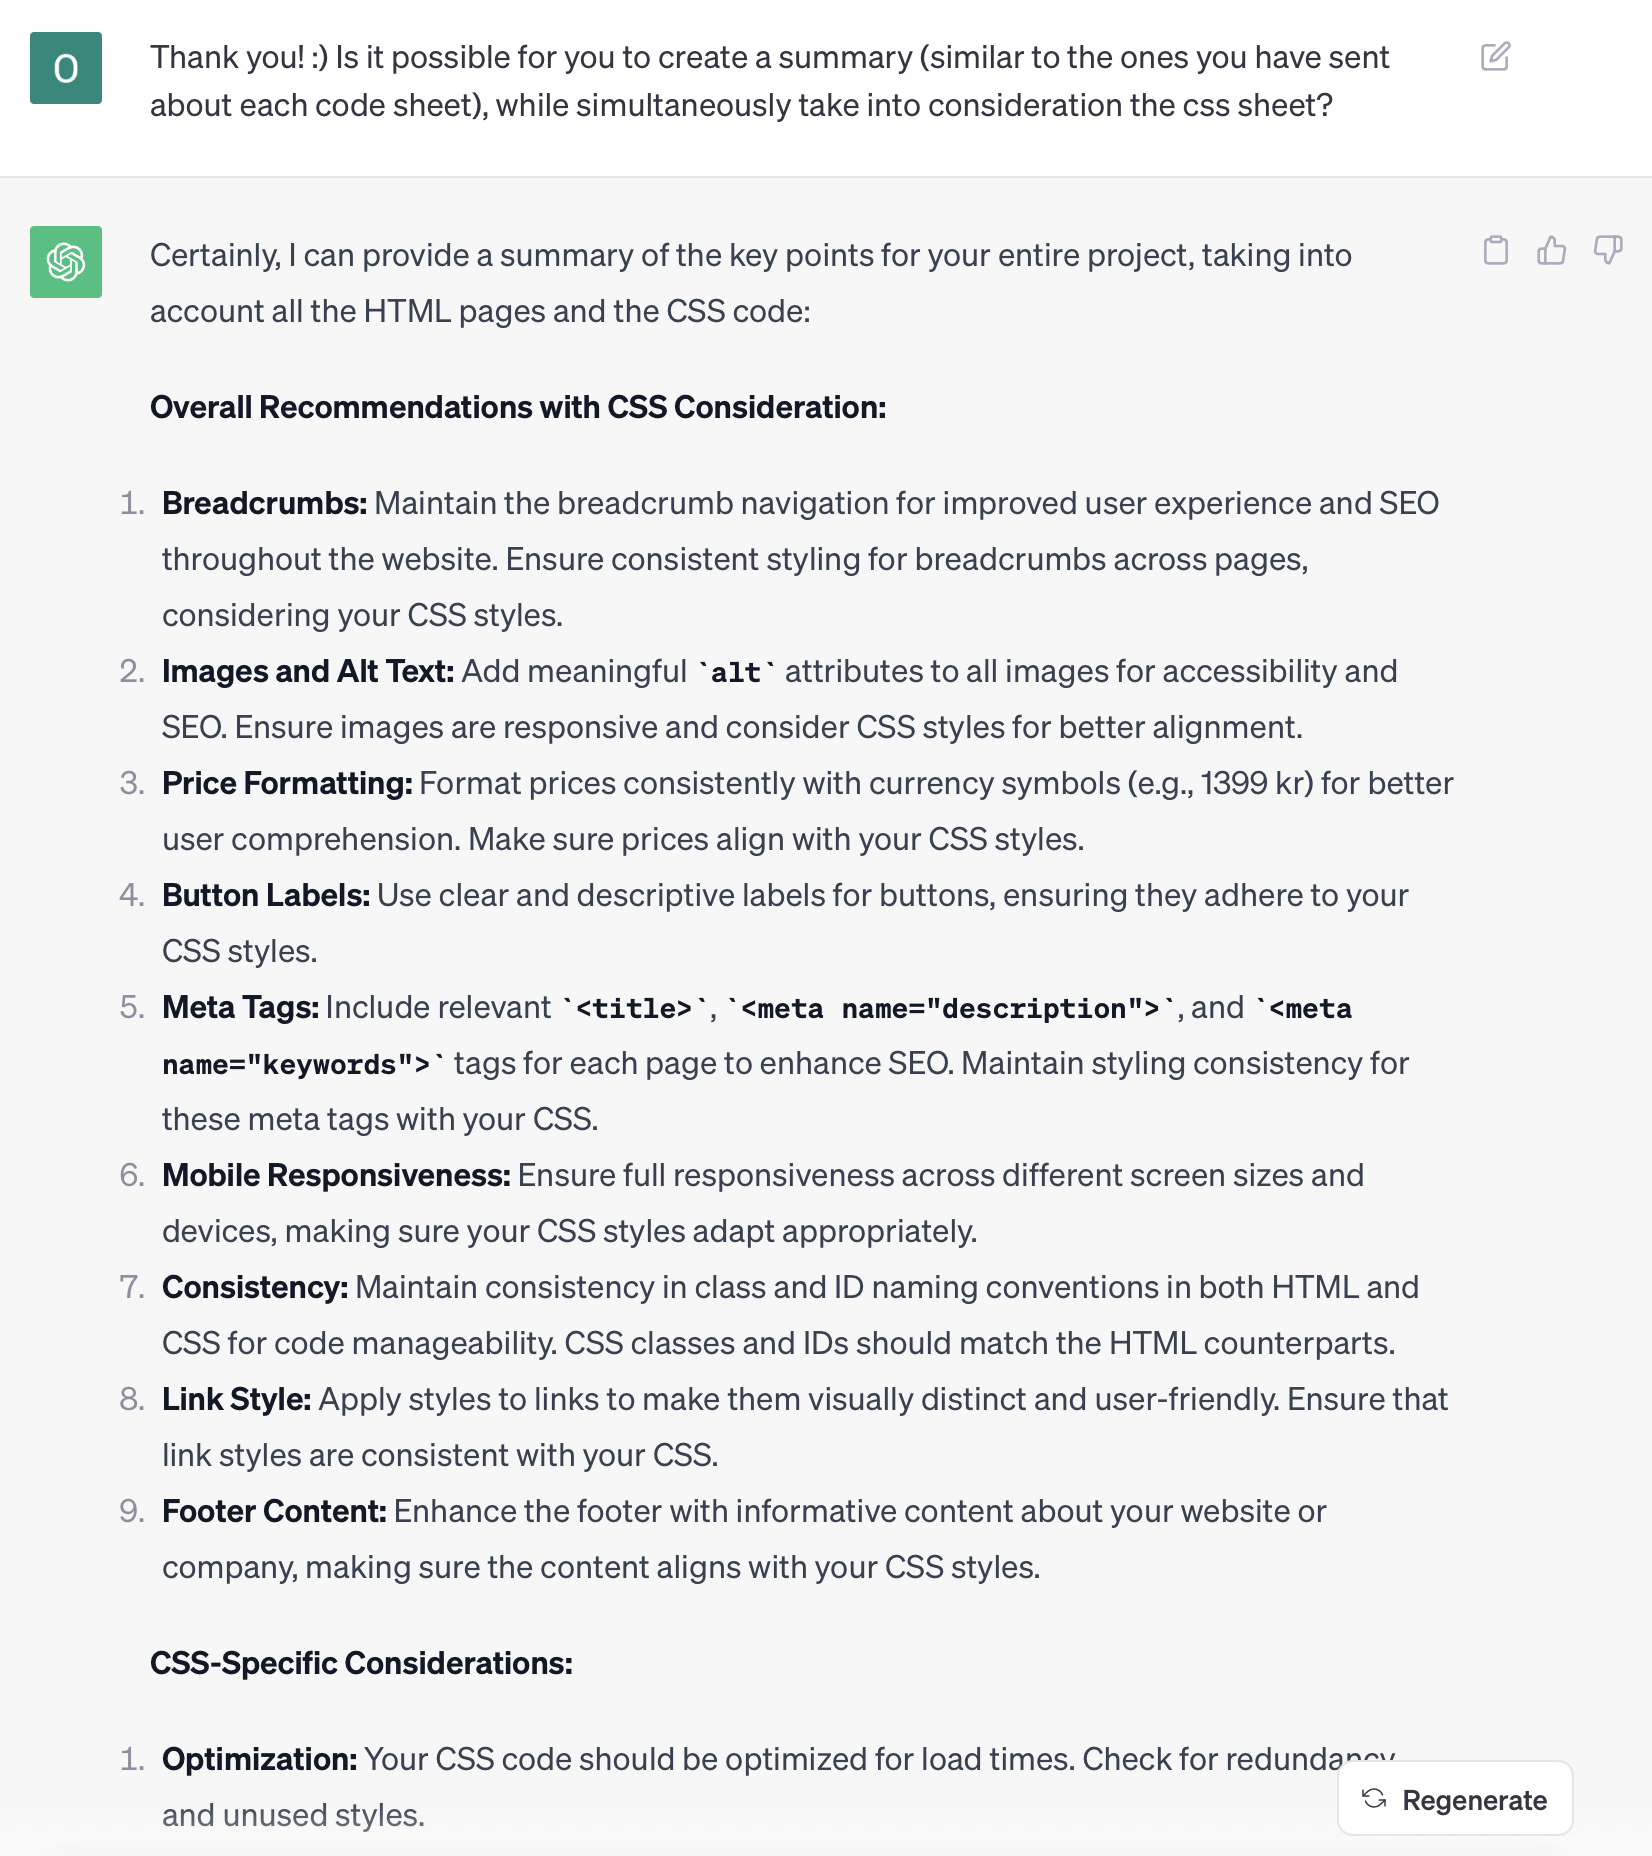 O
Thank you! :) Is it possible for you to create a summary (similar to the ones you have sent
about each code sheet), while simultaneously take into consideration the css sheet?
Certainly, I can provide a summary of the key points for your entire project, taking into
account all the HTML pages and the CSS code:
Overall Recommendations with CSS Consideration:
1. Breadcrumbs: Maintain the breadcrumb navigation for improved user experience and SEO
throughout the website. Ensure consistent styling for breadcrumbs across pages,
considering your CSS styles.
2. Images and Alt Text: Add meaningful `alt` attributes to all images for accessibility and
SEO. Ensure images are responsive and consider CSS styles for better alignment.
3. Price Formatting: Format prices consistently with currency symbols (e.g., 1399 kr) for better
user comprehension. Make sure prices align with your CSS styles.
4. Button Labels: Use clear and descriptive labels for buttons, ensuring they adhere to your
CSS styles.
5. Meta Tags: Include relevant `<title>`, `<meta name="description">`, and `<meta
name="keywords">` tags for each page to enhance SEO. Maintain styling consistency for
these meta tags with your CSS.
6. Mobile Responsiveness: Ensure full responsiveness across different screen sizes and
devices, making sure your CSS styles adapt appropriately.
7. Consistency: Maintain consistency in class and ID naming conventions in both HTML and
CSS for code manageability. CSS classes and IDs should match the HTML counterparts.
8. Link Style: Apply styles to links to make them visually distinct and user-friendly. Ensure that
link styles are consistent with your CSS.
9. Footer Content: Enhance the footer with informative content about your website or
company, making sure the content aligns with your CSS styles.
CSS-Specific Considerations:
1. Optimization: Your CSS code should be optimized for load times. Check for redundancy
and unused styles.
Regenerate